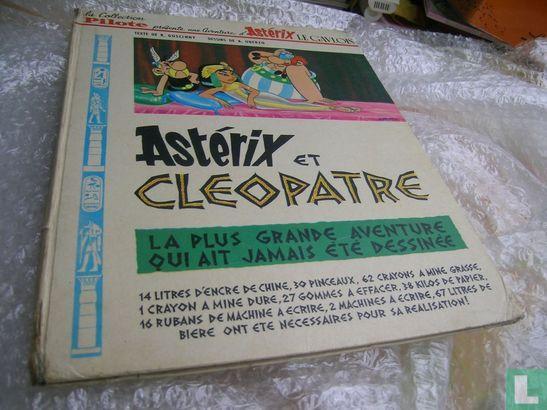 la Collection
Pilote présente une Aventure d'Astérix LE GAULOIS
TEXTE DE R. GOSCINNY DESSINS DE A. UDERZO
Astérix ET
CLEOPATRE
LA PLUS GRANDE AVENTURE
QUI AIT JAMAIS ÉTÉ DESSINÉE
14 LITRES D'ENCRE DE CHINE, 30 PINCEAUX, 62 CRAYONS A MINE GRASSE,
1 CRAYON A MINE DURE, 27 GOMMES A EFFACER, 38 KILOS DE PAPIER,
16 RUBANS DE MACHINE A ECRIRE, 2 MACHINES A ECRIRE, 67 LITRES DE
BIERE ONT ETE NECESSAIRES POUR SA REALISATION!
L